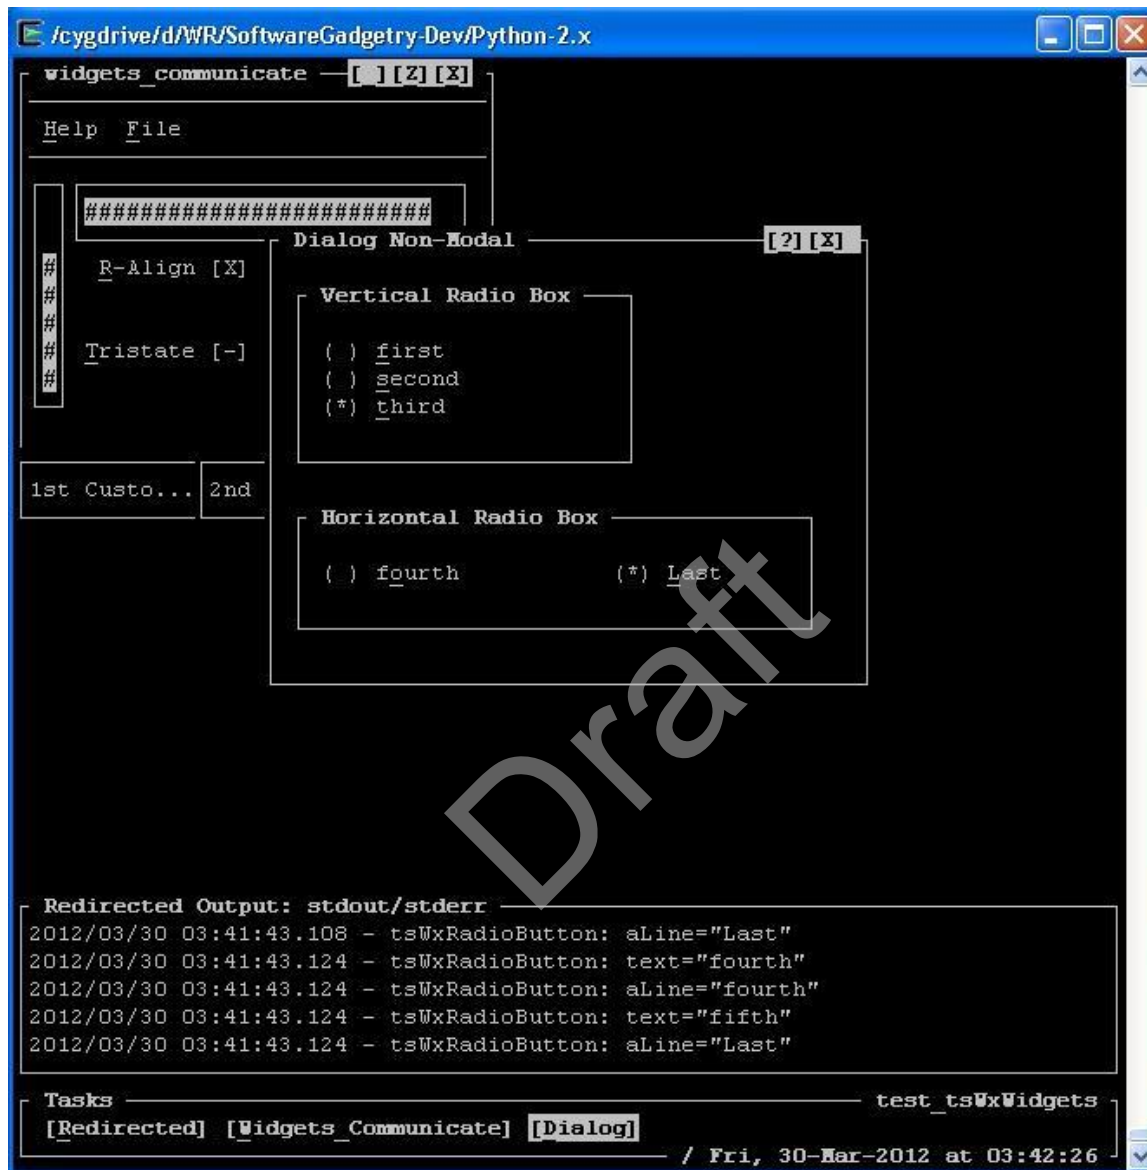 /cygdrive/d/WR/SoftwareGadgetry-Dev/Python-2.x
widgets_communicate [_][Z][X]
Help File
#########################
Dialog Non-Modal [?][X]
# R-Align [X]
Vertical Radio Box
#
#
# Tristate [-]
#
( ) first
( ) second
(*) third
1st Custo... 2nd
Horizontal Radio Box
( ) fourth (*) Last
Draft
Redirected Output: stdout/stderr
2012/03/30 03:41:43.108 - tsWxRadioButton: aLine="Last"
2012/03/30 03:41:43.124 - tsWxRadioButton: text="fourth"
2012/03/30 03:41:43.124 - tsWxRadioButton: aLine="fourth"
2012/03/30 03:41:43.124 - tsWxRadioButton: text="fifth"
2012/03/30 03:41:43.124 - tsWxRadioButton: aLine="Last"
Tasks test_tsWxWidgets
[Redirected] [Widgets_Communicate] [Dialog]
/ Fri, 30-Mar-2012 at 03:42:26